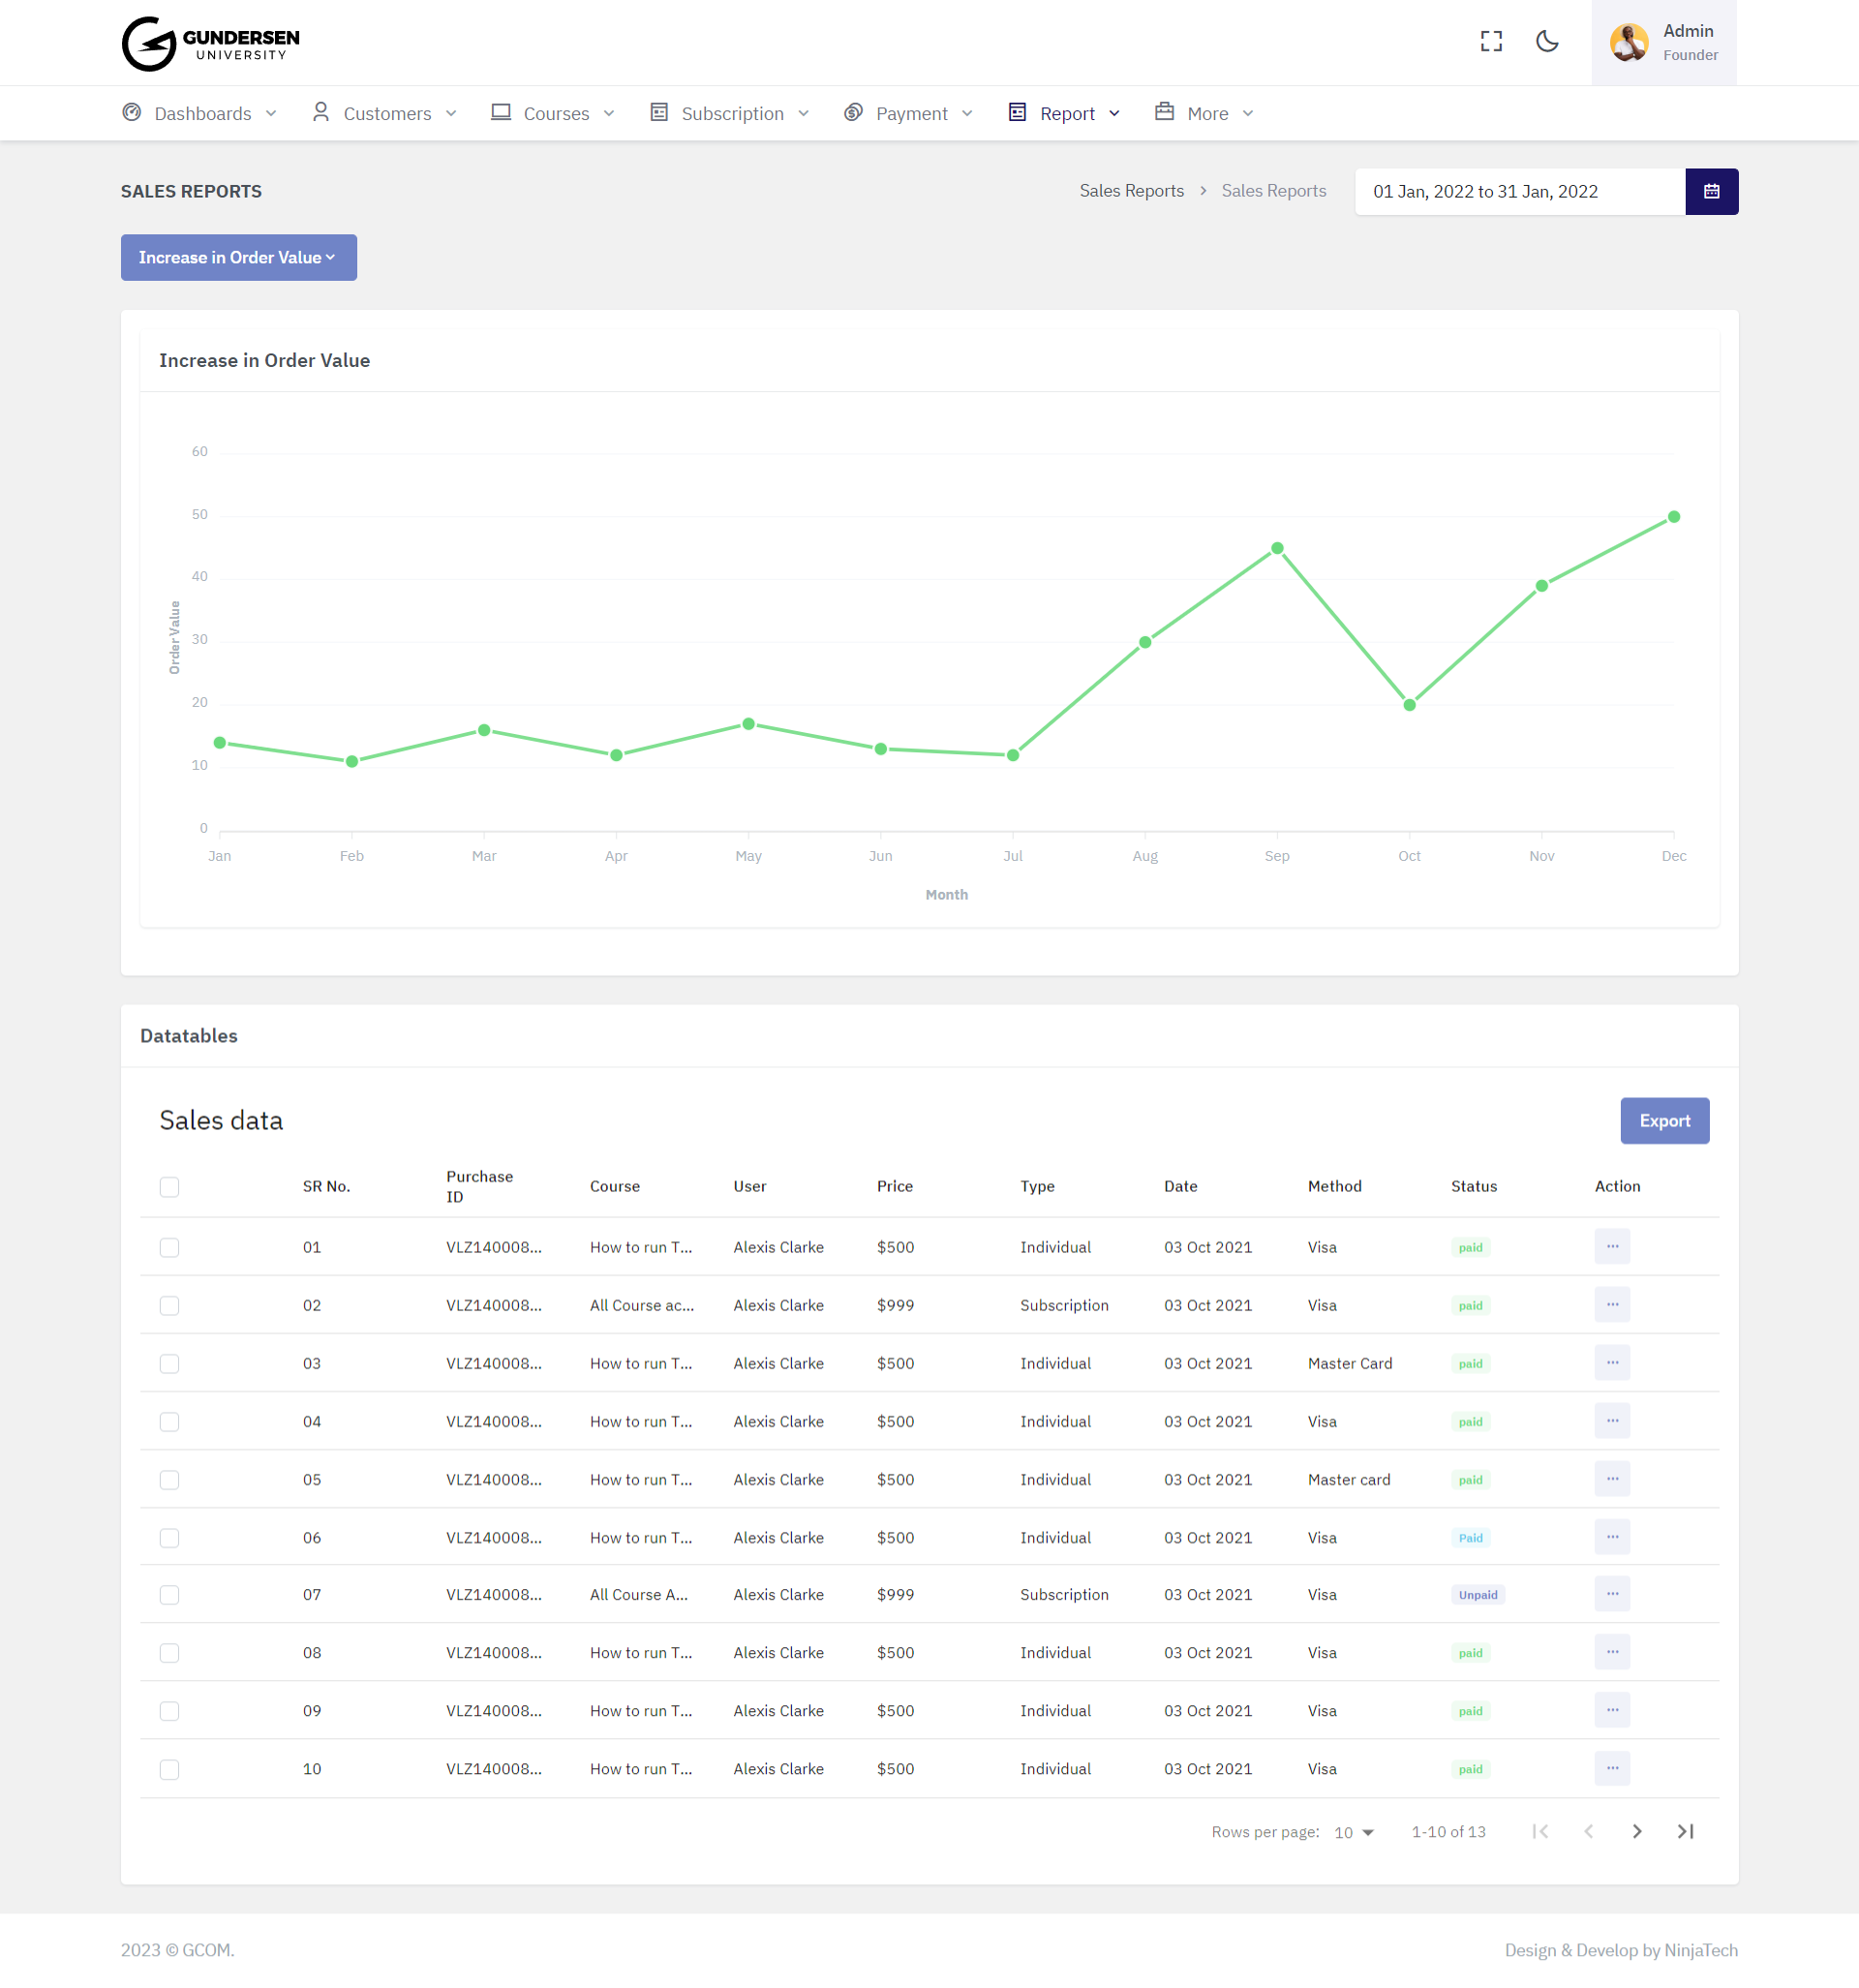 GUNDERSEN
UNIVERSITY
Admin
Founder
Dashboards
Customers
Courses
Subscription
Payment
Report
More
SALES REPORTS
Sales Reports > Sales Reports
01 Jan, 2022 to 31 Jan, 2022
Increase in Order Value
Increase in Order Value
60
50
40
30
20
10
0
Order Value
Jan Feb Mar Apr May Jun Jul Aug Sep Oct Nov Dec
Month
Datatables
Sales data
Export
SR No. Purchase ID Course User Price Type Date Method Status Action
01 VLZ140008... How to run T... Alexis Clarke $500 Individual 03 Oct 2021 Visa paid ...
02 VLZ140008... All Course ac... Alexis Clarke $999 Subscription 03 Oct 2021 Visa paid ...
03 VLZ140008... How to run T... Alexis Clarke $500 Individual 03 Oct 2021 Master Card paid ...
04 VLZ140008... How to run T... Alexis Clarke $500 Individual 03 Oct 2021 Visa paid ...
05 VLZ140008... How to run T... Alexis Clarke $500 Individual 03 Oct 2021 Master card paid ...
06 VLZ140008... How to run T... Alexis Clarke $500 Individual 03 Oct 2021 Visa Paid ...
07 VLZ140008... All Course A... Alexis Clarke $999 Subscription 03 Oct 2021 Visa Unpaid ...
08 VLZ140008... How to run T... Alexis Clarke $500 Individual 03 Oct 2021 Visa paid ...
09 VLZ140008... How to run T... Alexis Clarke $500 Individual 03 Oct 2021 Visa paid ...
10 VLZ140008... How to run T... Alexis Clarke $500 Individual 03 Oct 2021 Visa paid ...
Rows per page: 10 1-10 of 13
2023 © GCOM.
Design & Develop by NinjaTech